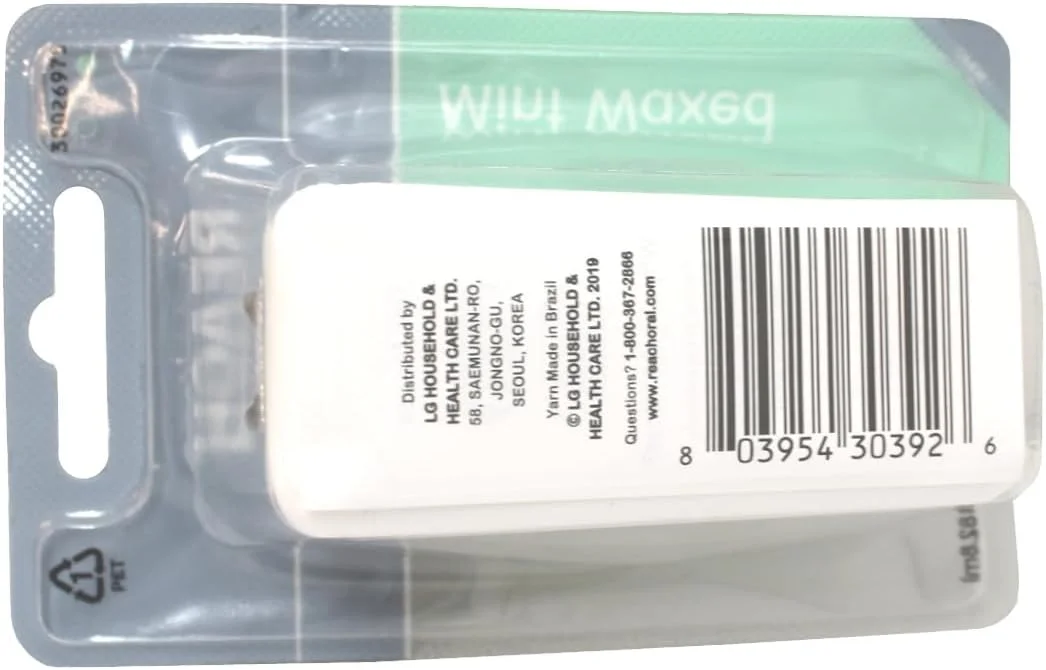 Mint Waxed
REACH
Distributed by
LG HOUSEHOLD &
HEALTH CARE LTD.
58, SAEMUNAN-RO,
JONGNO-GU,
SEOUL, KOREA
Yarn Made in Brazil
© LG HOUSEHOLD &
HEALTH CARE LTD. 2019
Questions? 1-800-367-2866
www.reachoral.com
8 03954 30392 6
1
PET